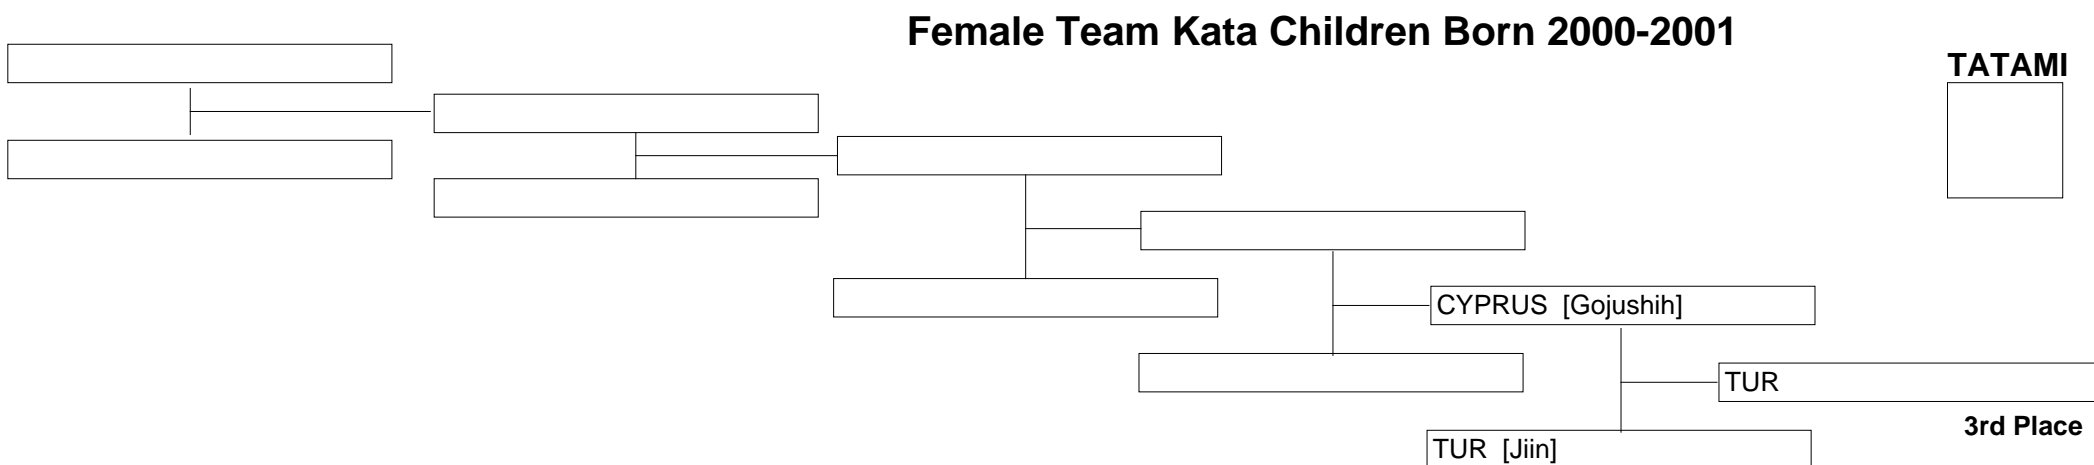 Female Team Kata Children Born 2000-2001
TATAMI
CYPRUS [Gojushih]
TUR
3rd Place
TUR [Jiin]